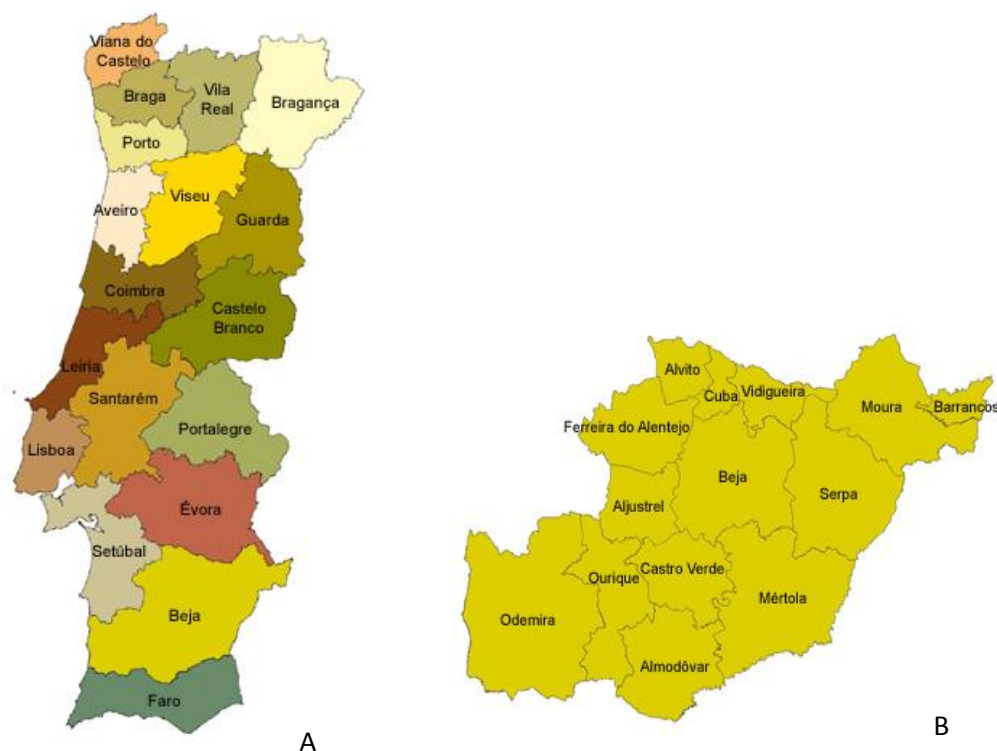 Viana do
Castelo
Braga
Vila
Real
Bragança
Porto
Aveiro
Viseu
Guarda
Coimbra
Castelo
Branco
Leiria
Santarém
Portalegre
Lisboa
Évora
Setúbal
Beja
Faro
A
Alvito
Cuba
Vidigueira
Moura
Barrancos
Ferreira do Alentejo
Beja
Serpa
Aljustrel
Ourique
Castro Verde
Mértola
Odemira
Almodôvar
B